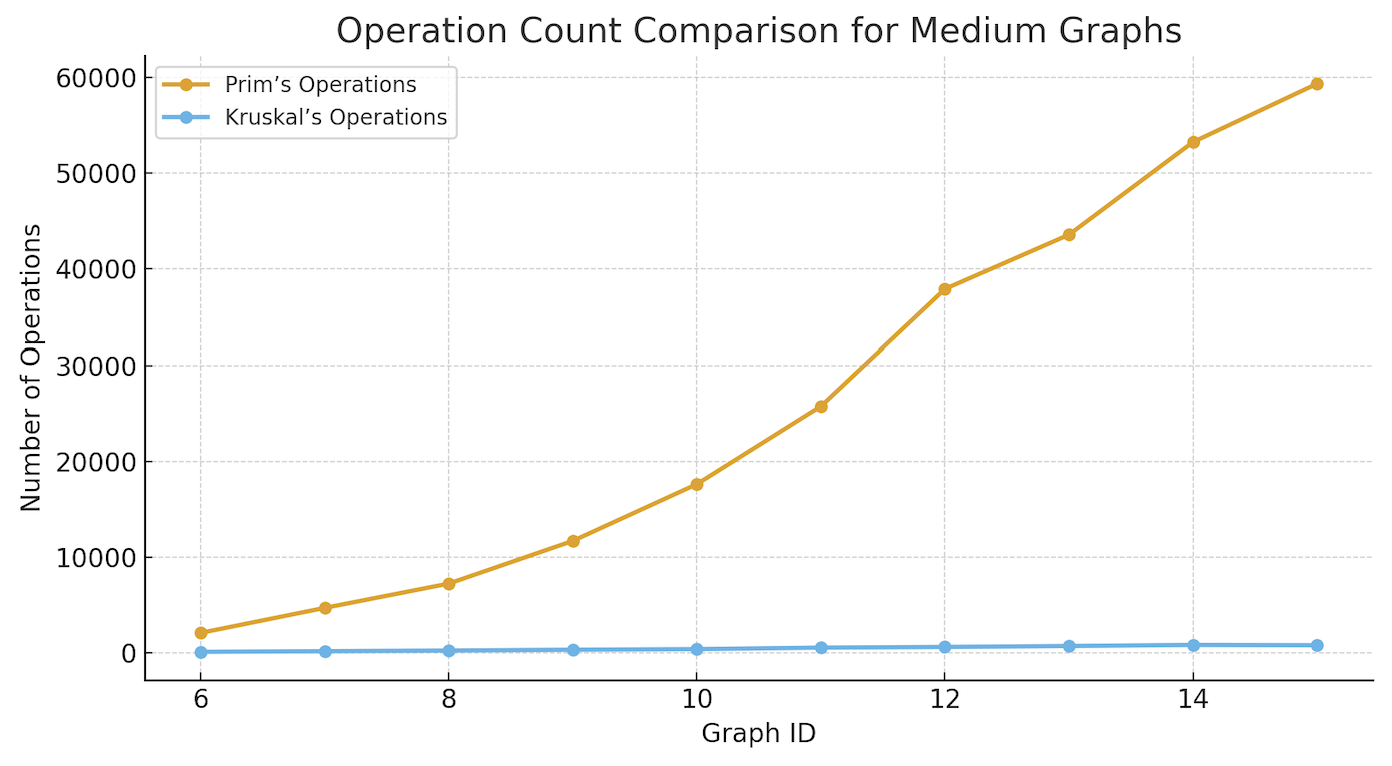 Operation Count Comparison for Medium Graphs
Prim’s Operations
Kruskal’s Operations
Number of Operations
60000
50000
40000
30000
20000
10000
0
6 8 10 12 14
Graph ID